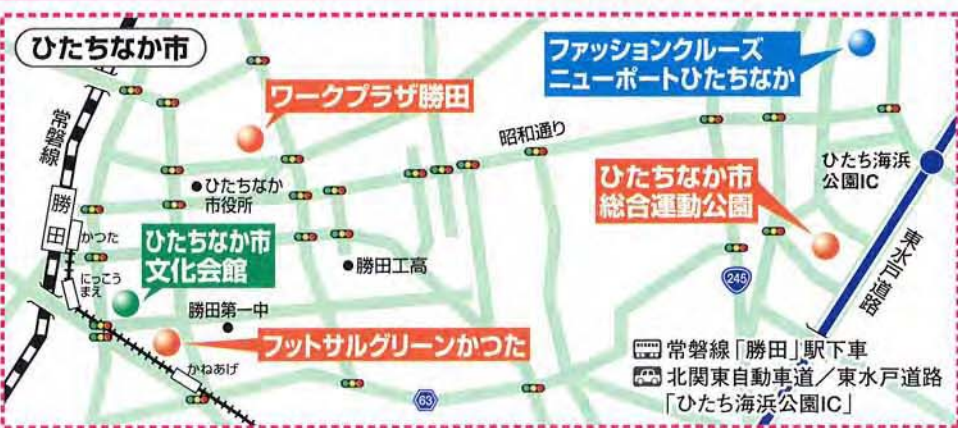 ひたちなか市
ファッションクルーズ
ニューポートひたちなか
ワークプラザ勝田
常磐線
昭和通り
ひたち海浜
公園IC
ひたちなか
市役所
ひたちなか市
総合運動公園
勝田
かつた
ひたちなか市
文化会館
東水戸道路
勝田工高
にっこう
まえ
245
勝田第一中
フットサルグリーンかつた
常磐線「勝田」駅下車
かねあげ
北関東自動車道／東水戸道路
「ひたち海浜公園IC」
63